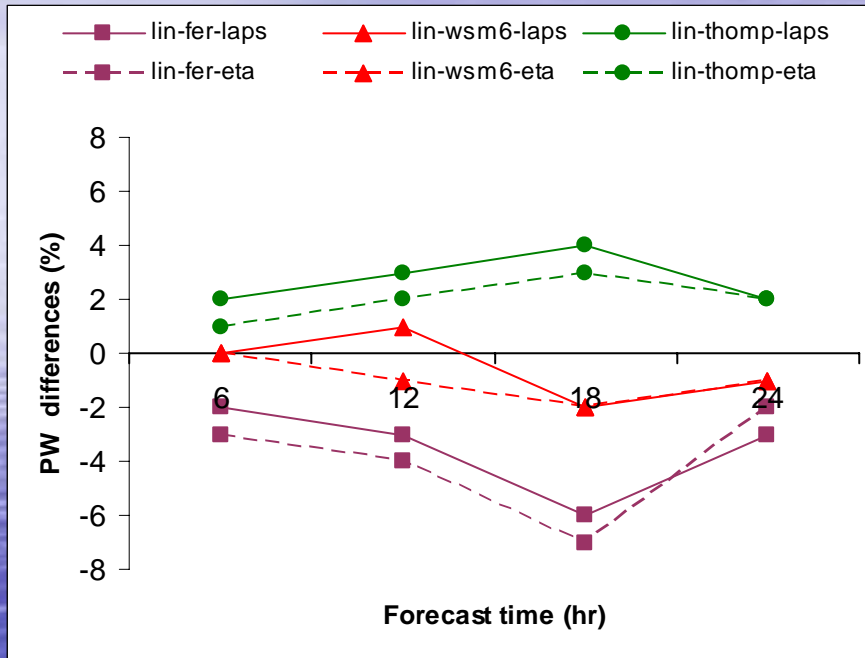 lin-fer-laps lin-wsm6-laps lin-thomp-laps
lin-fer-eta lin-wsm6-eta lin-thomp-eta
8
6
4
2
0
-2
-4
-6
-8
PW differences (%)
6 12 18 24
Forecast time (hr)